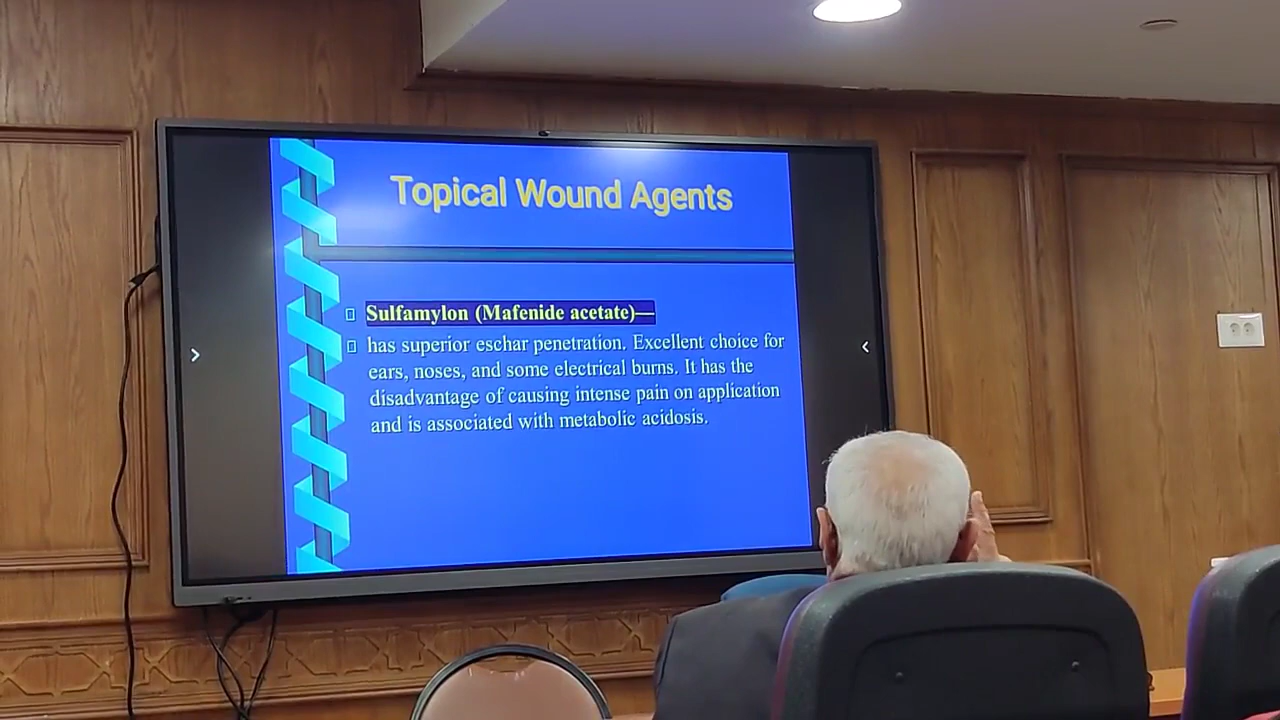 Topical Wound Agents
Sulfamylon (Mafenide acetate)—
has superior eschar penetration. Excellent choice for
ears, noses, and some electrical burns. It has the
disadvantage of causing intense pain on application
and is associated with metabolic acidosis.